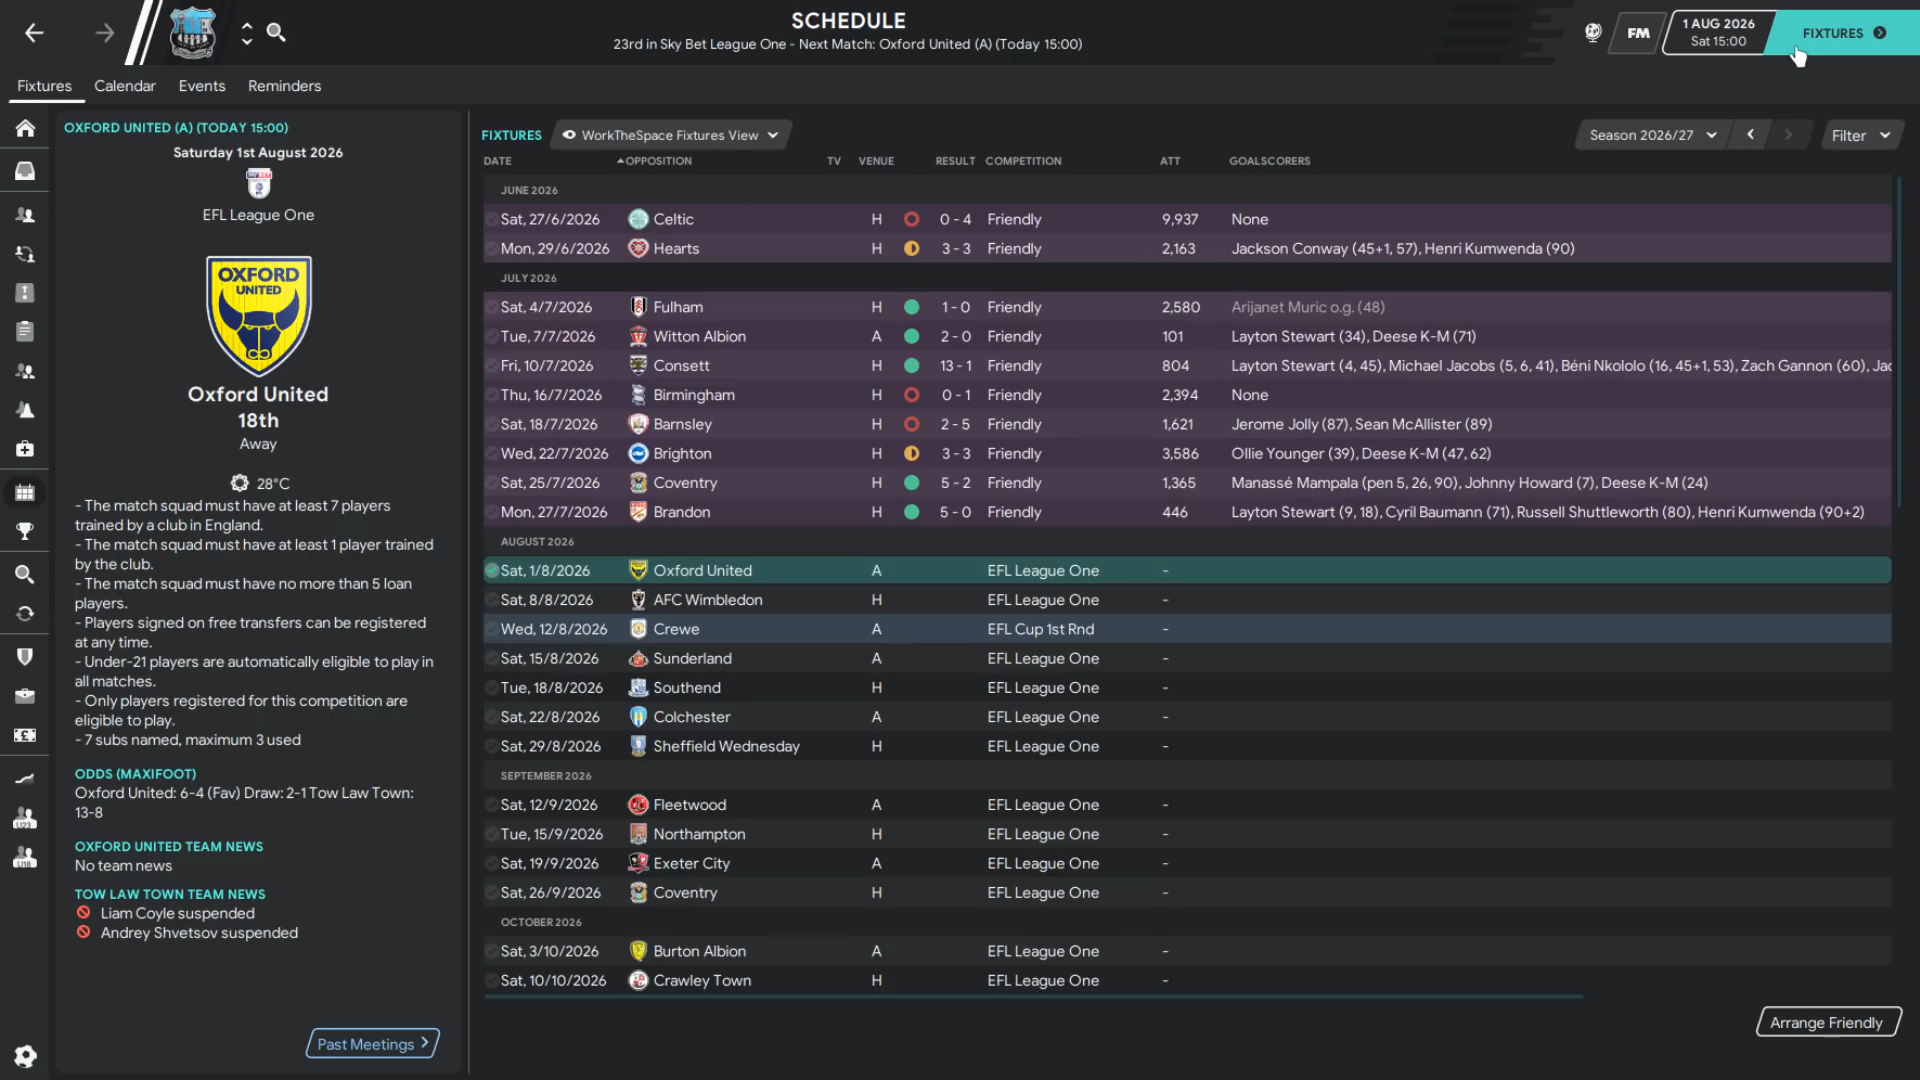 SCHEDULE
23rd in Sky Bet League One - Next Match: Oxford United (A) (Today 15:00)
FM
1 AUG 2026
Sat 15:00
FIXTURES
Fixtures Calendar Events Reminders
OXFORD UNITED (A) (TODAY 15:00)
Saturday 1st August 2026
EFL League One
OXFORD
UNITED
Oxford United
18th
Away
28°C
- The match squad must have at least 7 players
trained by a club in England.
- The match squad must have at least 1 player trained
by the club.
- The match squad must have no more than 5 loan
players.
- Players signed on free transfers can be registered
at any time.
- Under-21 players are automatically eligible to play in
all matches.
- Only players registered for this competition are
eligible to play.
- 7 subs named, maximum 3 used
ODDS (MAXIFOOT)
Oxford United: 6-4 (Fav) Draw: 2-1 Tow Law Town:
13-8
OXFORD UNITED TEAM NEWS
No team news
TOW LAW TOWN TEAM NEWS
Liam Coyle suspended
Andrey Shvetsov suspended
Past Meetings
FIXTURES WorkTheSpace Fixtures View Season 2026/27 Filter
DATE OPPOSITION TV VENUE RESULT COMPETITION ATT GOALSCORERS
JUNE 2026
Sat, 27/6/2026 Celtic H 0 - 4 Friendly 9,937 None
Mon, 29/6/2026 Hearts H 3 - 3 Friendly 2,163 Jackson Conway (45+1, 57), Henri Kumwenda (90)
JULY 2026
Sat, 4/7/2026 Fulham H 1 - 0 Friendly 2,580 Arijanet Muric o.g. (48)
Tue, 7/7/2026 Witton Albion A 2 - 0 Friendly 101 Layton Stewart (34), Deese K-M (71)
Fri, 10/7/2026 Consett H 13 - 1 Friendly 804 Layton Stewart (4, 45), Michael Jacobs (5, 6, 41), Béni Nkololo (16, 45+1, 53), Zach Gannon (60), Jac
Thu, 16/7/2026 Birmingham H 0 - 1 Friendly 2,394 None
Sat, 18/7/2026 Barnsley H 2 - 5 Friendly 1,621 Jerome Jolly (87), Sean McAllister (89)
Wed, 22/7/2026 Brighton H 3 - 3 Friendly 3,586 Ollie Younger (39), Deese K-M (47, 62)
Sat, 25/7/2026 Coventry H 5 - 2 Friendly 1,365 Manassé Mampala (pen 5, 26, 90), Johnny Howard (7), Deese K-M (24)
Mon, 27/7/2026 Brandon H 5 - 0 Friendly 446 Layton Stewart (9, 18), Cyril Baumann (71), Russell Shuttleworth (80), Henri Kumwenda (90+2)
AUGUST 2026
Sat, 1/8/2026 Oxford United A EFL League One -
Sat, 8/8/2026 AFC Wimbledon H EFL League One -
Wed, 12/8/2026 Crewe A EFL Cup 1st Rnd -
Sat, 15/8/2026 Sunderland A EFL League One -
Tue, 18/8/2026 Southend H EFL League One -
Sat, 22/8/2026 Colchester A EFL League One -
Sat, 29/8/2026 Sheffield Wednesday H EFL League One -
SEPTEMBER 2026
Sat, 12/9/2026 Fleetwood A EFL League One -
Tue, 15/9/2026 Northampton H EFL League One -
Sat, 19/9/2026 Exeter City A EFL League One -
Sat, 26/9/2026 Coventry H EFL League One -
OCTOBER 2026
Sat, 3/10/2026 Burton Albion A EFL League One -
Sat, 10/10/2026 Crawley Town H EFL League One -
Arrange Friendly
U23
U18